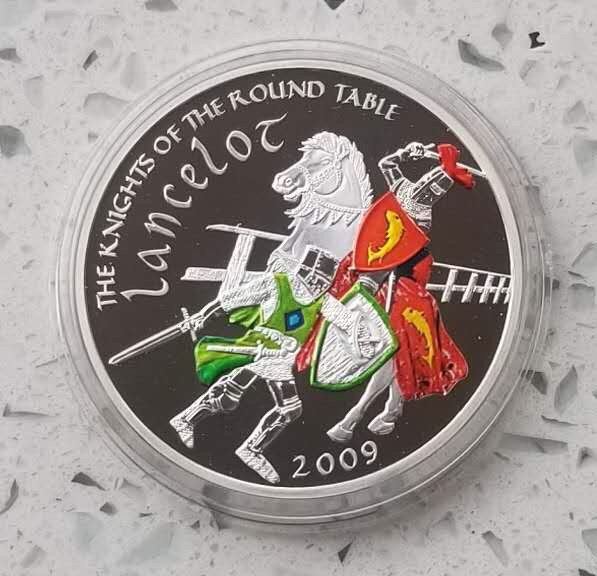 THE KNIGHTS OF THE ROUND TABLE
lancelot
2009